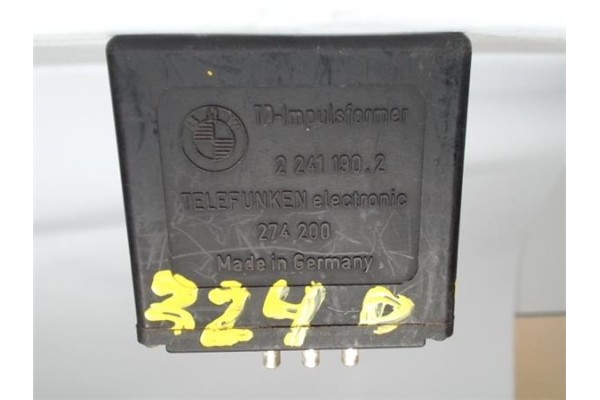 TD-Impulsformer
2 241 190.2
TELEFUNKEN electronic
274 200
Made in Germany
324 D